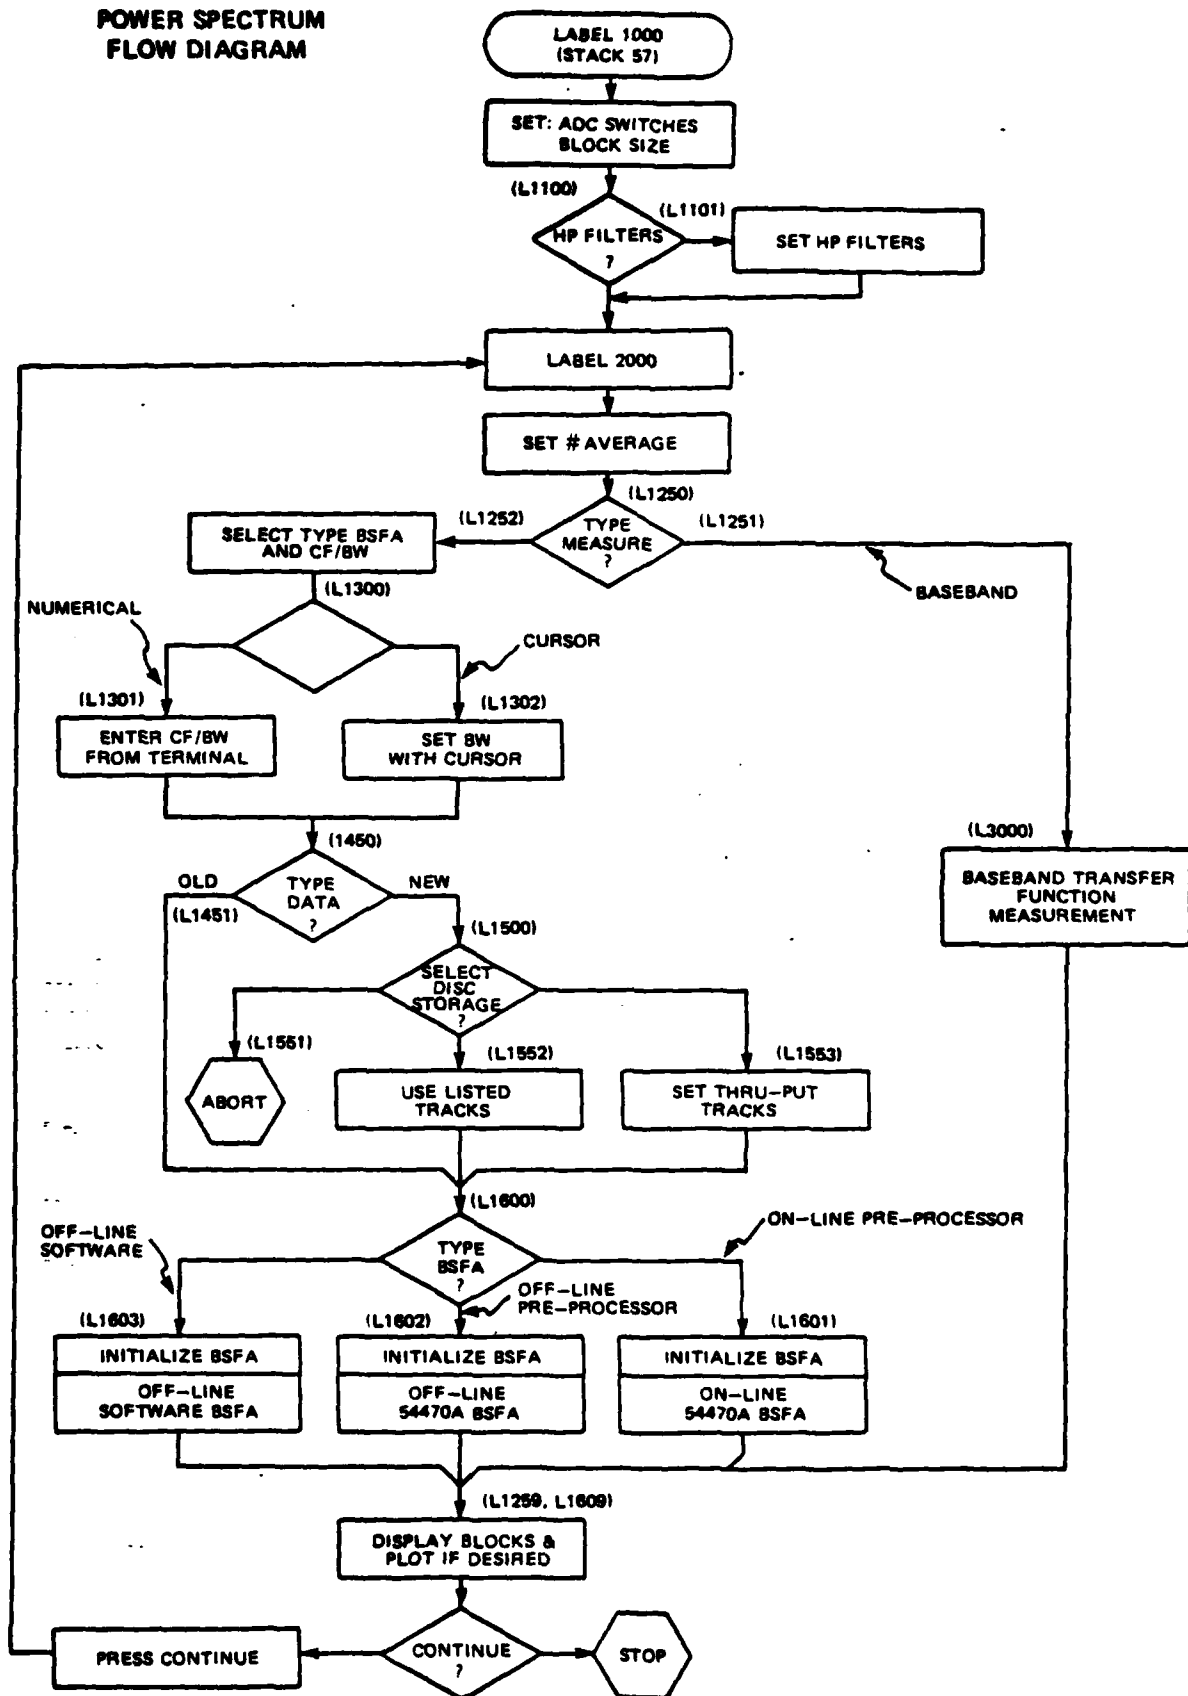 POWER SPECTRUM
FLOW DIAGRAM
LABEL 1000
(STACK 57)
SET: ADC SWITCHES
BLOCK SIZE
(L1100)
(L1101)
HP FILTERS
?
SET HP FILTERS
LABEL 2000
SET # AVERAGE
(L1250)
(L1252)
(L1251)
TYPE
MEASURE
?
SELECT TYPE BSFA
AND CF/BW
BASEBAND
(L1300)
NUMERICAL
CURSOR
(L1301)
(L1302)
ENTER CF/BW
FROM TERMINAL
SET BW
WITH CURSOR
(1450)
(L3000)
OLD
TYPE
DATA
?
NEW
(L1451)
BASEBAND TRANSFER
FUNCTION
MEASUREMENT
(L1500)
SELECT
DISC
STORAGE
?
(L1551)
(L1552)
(L1553)
ABORT
USE LISTED
TRACKS
SET THRU-PUT
TRACKS
(L1600)
OFF-LINE
SOFTWARE
TYPE
BSFA
?
ON-LINE PRE-PROCESSOR
OFF-LINE
PRE-PROCESSOR
(L1603)
(L1602)
(L1601)
INITIALIZE BSFA
INITIALIZE BSFA
INITIALIZE BSFA
OFF-LINE
SOFTWARE BSFA
OFF-LINE
54470A BSFA
ON-LINE
54470A BSFA
(L1259, L1609)
DISPLAY BLOCKS &
PLOT IF DESIRED
PRESS CONTINUE
CONTINUE
?
STOP